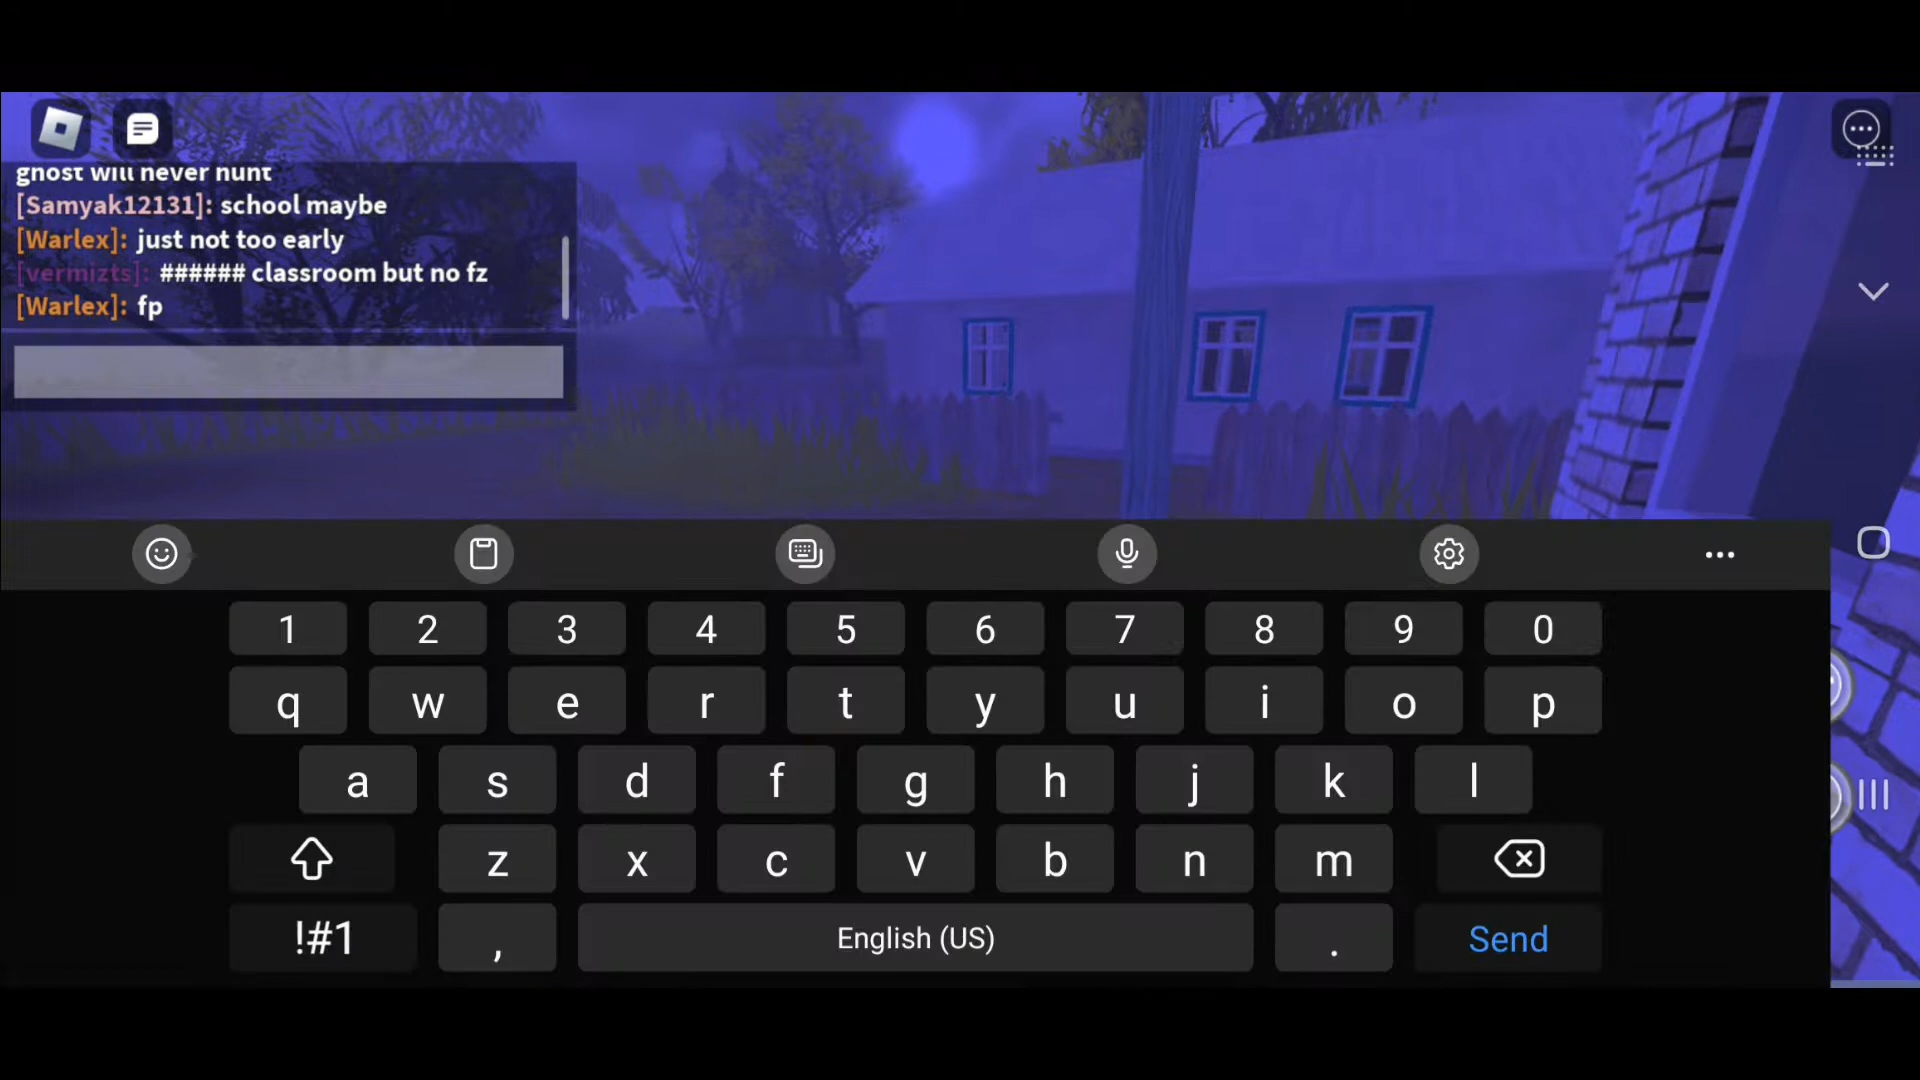 ghost will never hunt
[Samyak12131]: school maybe
[Warlex]: just not too early
[vermizts]: ###### classroom but no fz
[Warlex]: fp
1 2 3 4 5 6 7 8 9 0
q w e r t y u i o p
a s d f g h j k l
z x c v b n m
!#1 , English (US) . Send